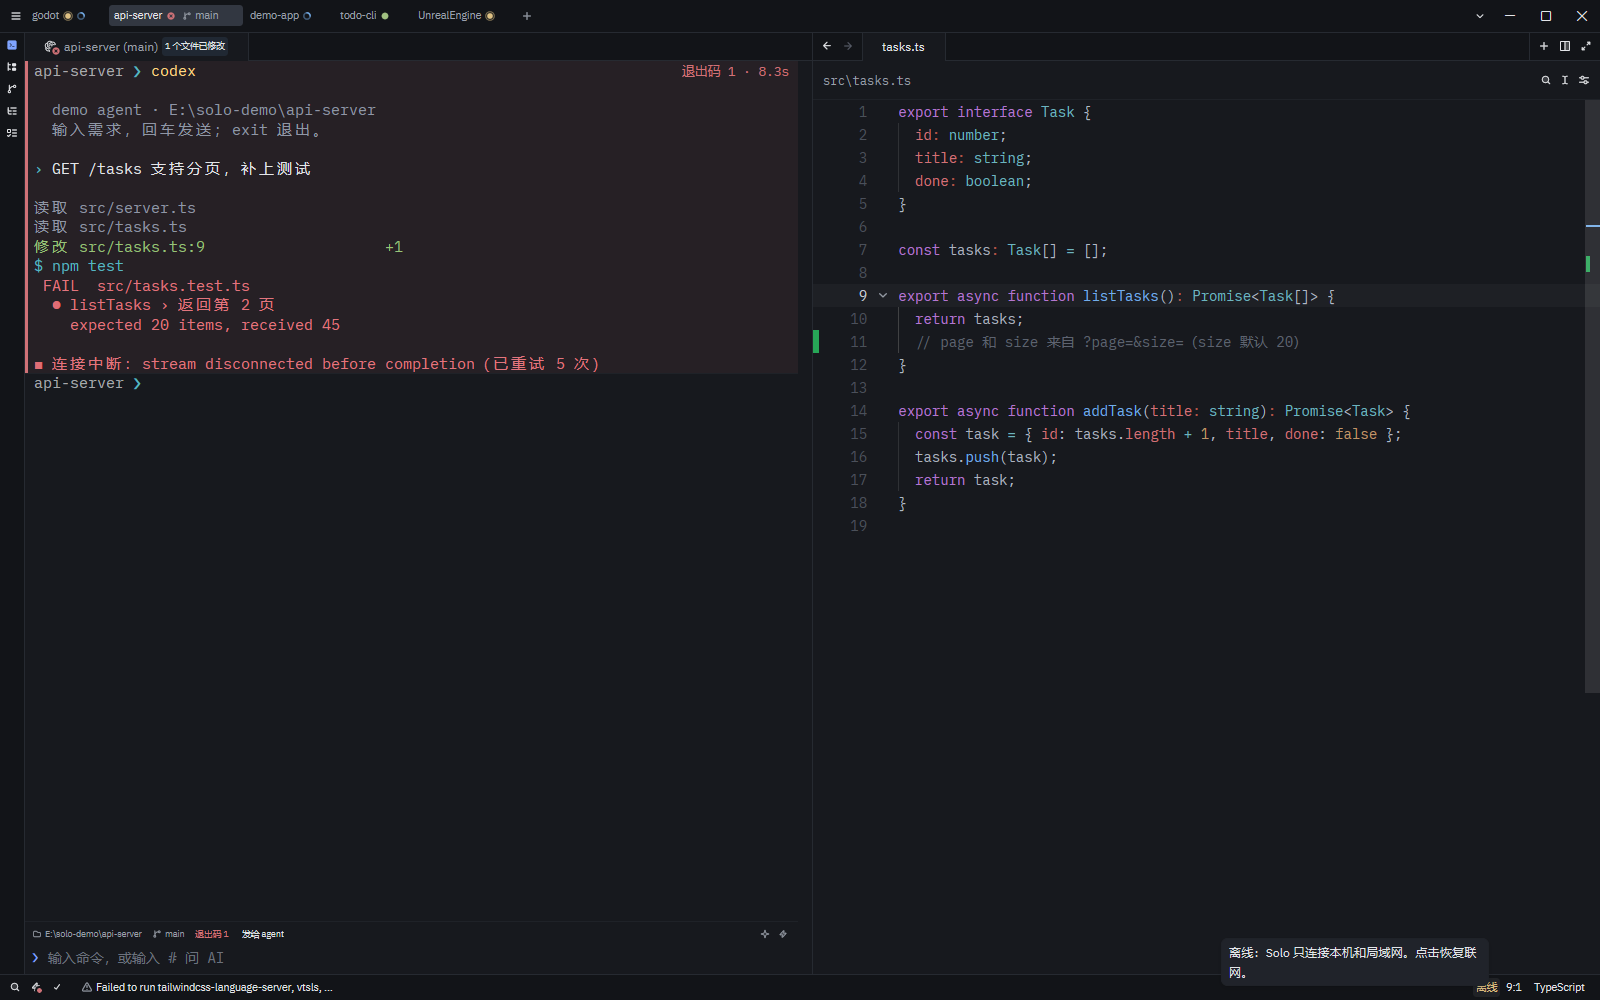 godot
api-server main
demo-app
todo-cli
UnrealEngine
api-server (main) 1 个文件已修改
tasks.ts
api-server ❯ codex 退出码 1 · 8.3s
demo agent · E:\solo-demo\api-server
输入需求, 回车发送; exit 退出。
› GET /tasks 支持分页, 补上测试
读取 src/server.ts
读取 src/tasks.ts
修改 src/tasks.ts:9 +1
$ npm test
FAIL src/tasks.test.ts
● listTasks › 返回第 2 页
expected 20 items, received 45
■ 连接中断: stream disconnected before completion (已重试 5 次)
api-server ❯
src\tasks.ts
1 export interface Task {
2 id: number;
3 title: string;
4 done: boolean;
5 }
6
7 const tasks: Task[] = [];
8
9 export async function listTasks(): Promise<Task[]> {
10 return tasks;
11 // page 和 size 来自 ?page=&size= (size 默认 20)
12 }
13
14 export async function addTask(title: string): Promise<Task> {
15 const task = { id: tasks.length + 1, title, done: false };
16 tasks.push(task);
17 return task;
18 }
19
E:\solo-demo\api-server main 退出码 1 发给 agent
❯ 输入命令, 或输入 # 问 AI
离线: Solo 只连接本机和局域网。点击恢复联
网。
Failed to run tailwindcss-language-server, vtsls, ...
离线 9:1 TypeScript